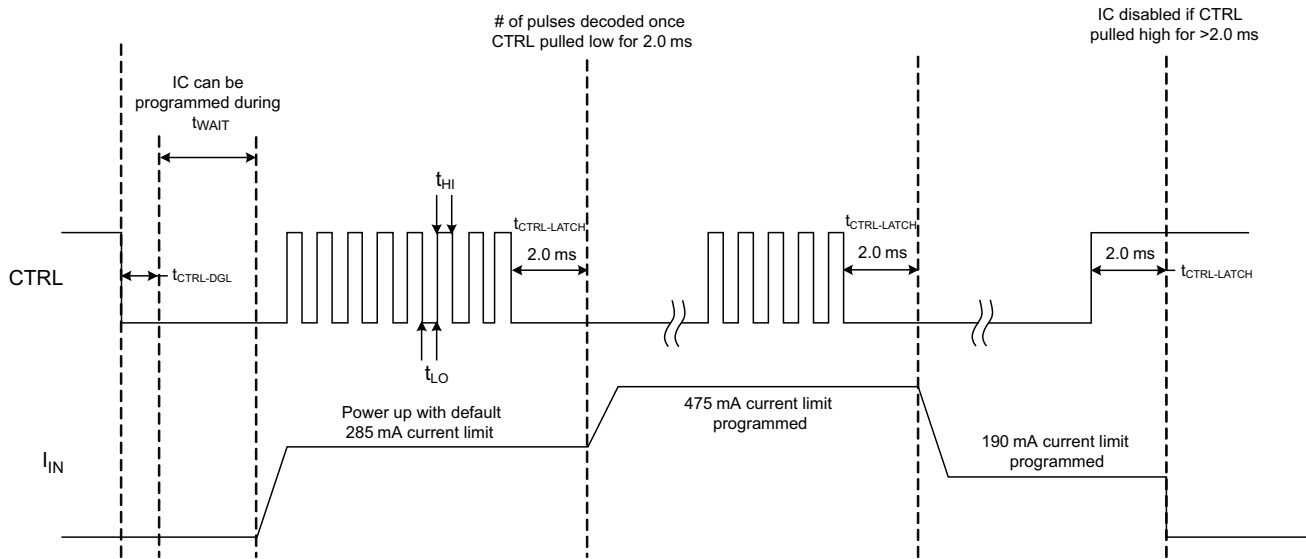 # of pulses decoded once
CTRL pulled low for 2.0 ms
IC disabled if CTRL
pulled high for >2.0 ms
IC can be
programmed during
tWAIT
tHI
tCTRL-LATCH
2.0 ms
tCTRL-LATCH
2.0 ms
2.0 ms
tCTRL-LATCH
CTRL
tCTRL-DGL
tLO
Power up with default
285 mA current limit
475 mA current limit
programmed
190 mA current limit
programmed
IIN